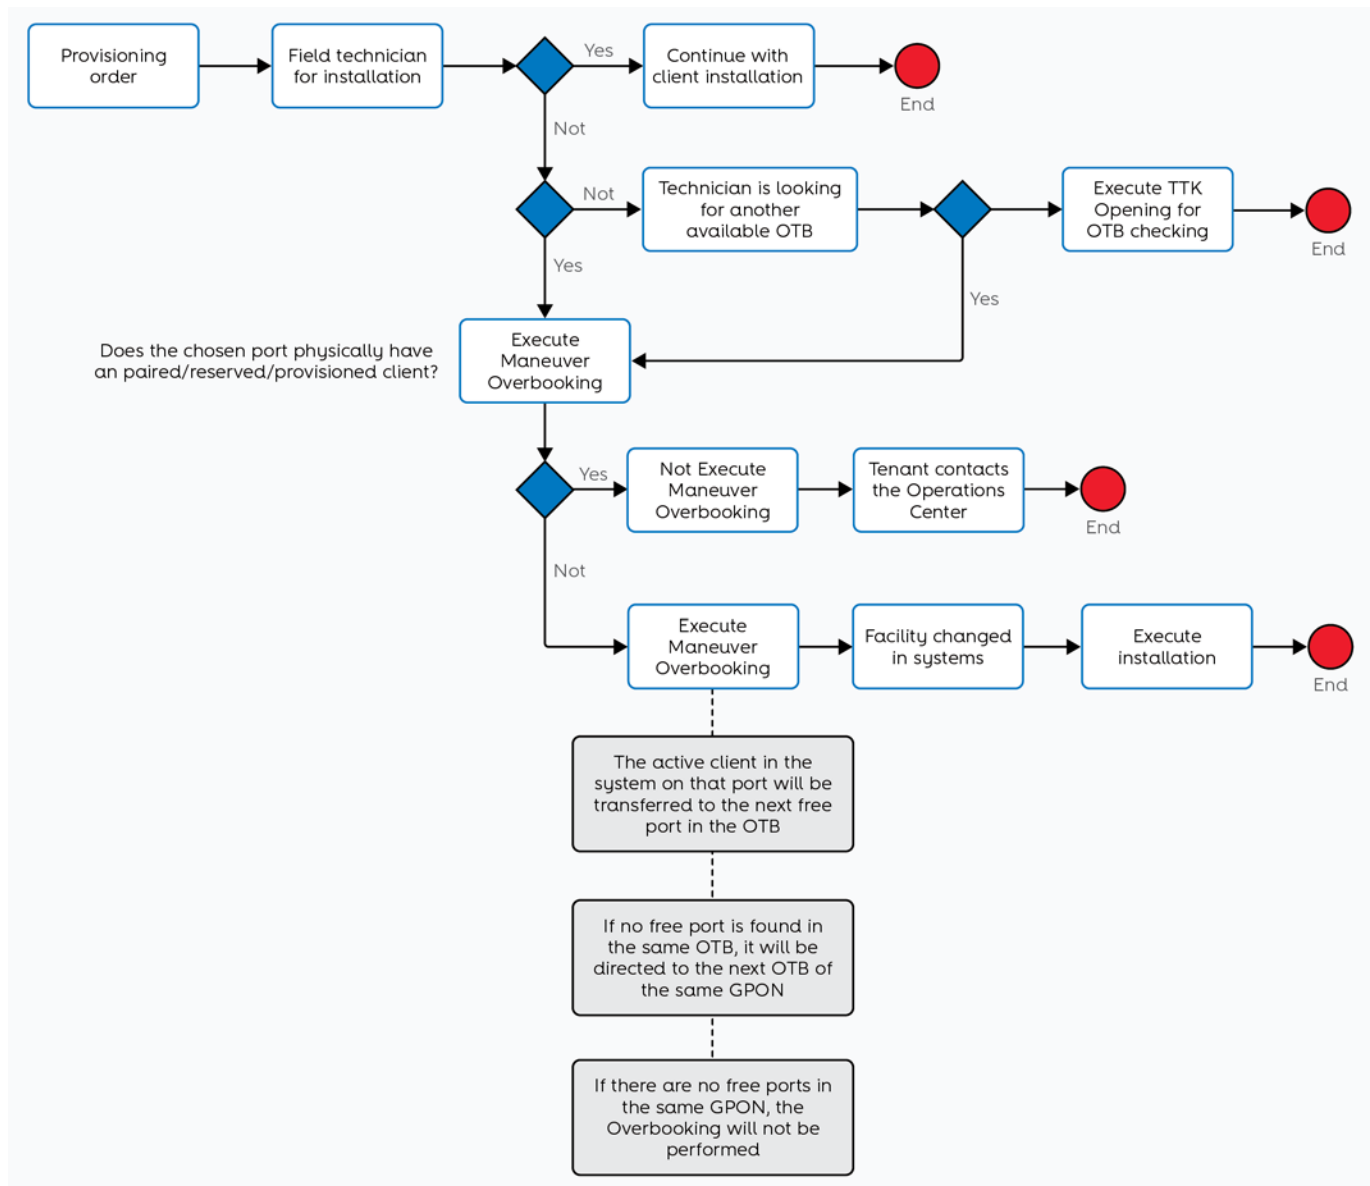 Provisioning
order
Field technician
for installation
Yes
Continue with
client installation
End
Not
Not
Technician is looking
for another
available OTB
Execute TTK
Opening for
OTB checking
End
Yes
Yes
Does the chosen port physically have
an paired/reserved/provisioned client?
Execute
Maneuver
Overbooking
Yes
Not Execute
Maneuver
Overbooking
Tenant contacts
the Operations
Center
End
Not
Execute
Maneuver
Overbooking
Facility changed
in systems
Execute
installation
End
The active client in the
system on that port will be
transferred to the next free
port in the OTB
If no free port is found in
the same OTB, it will be
directed to the next OTB of
the same GPON
If there are no free ports in
the same GPON, the
Overbooking will not be
performed